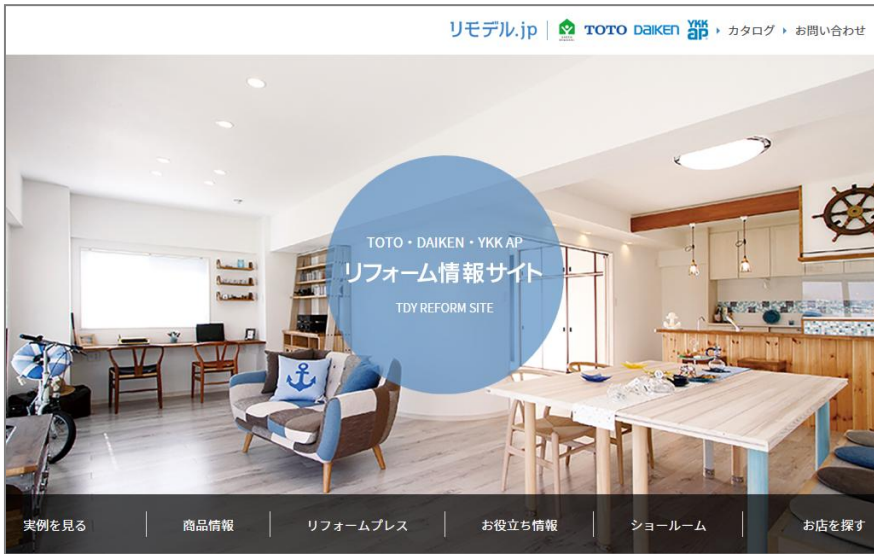 リモデル.jp
TOTO DAIKEN YKK ap カタログ お問い合わせ
TOTO・DAIKEN・YKK AP
リフォーム情報サイト
TDY REFORM SITE
実例を見る 商品情報 リフォームプレス お役立ち情報 ショールーム お店を探す